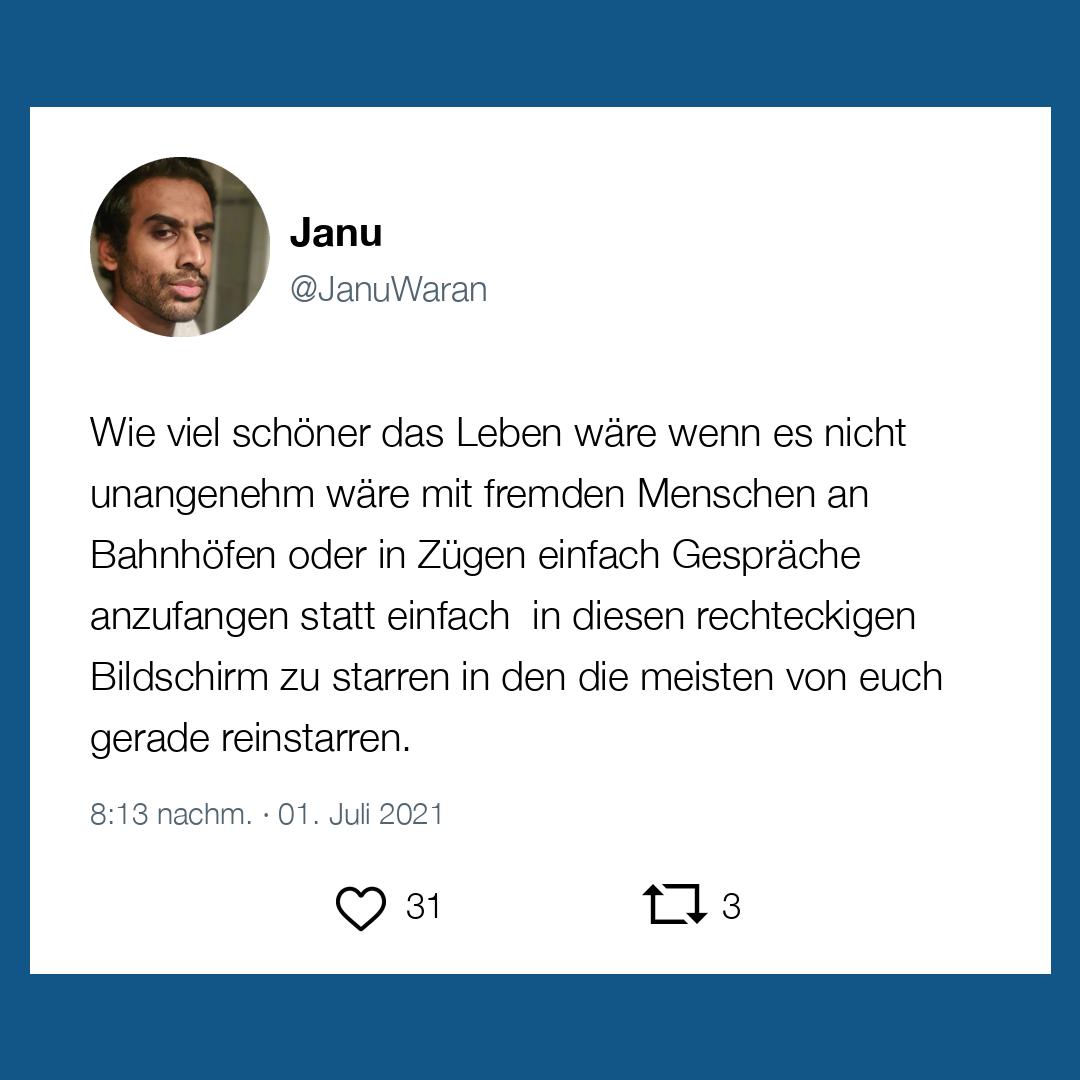 Janu
@JanuWaran
Wie viel schöner das Leben wäre wenn es nicht
unangenehm wäre mit fremden Menschen an
Bahnhöfen oder in Zügen einfach Gespräche
anzufangen statt einfach  in diesen rechteckigen
Bildschirm zu starren in den die meisten von euch
gerade reinstarren.
8:13 nachm. · 01. Juli 2021
31 3